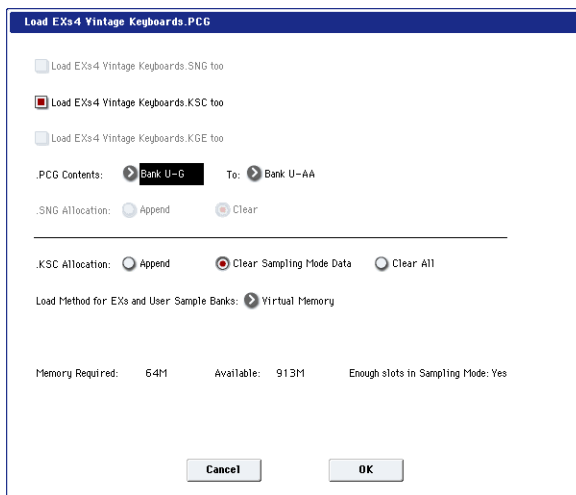 Load EXs4 Vintage Keyboards.PCG
Load EXs4 Vintage Keyboards.SNG too
Load EXs4 Vintage Keyboards.KSC too
Load EXs4 Vintage Keyboards.KGE too
.PCG Contents: Bank U-G To: Bank U-AA
.SNG Allocation: Append Clear
.KSC Allocation: Append Clear Sampling Mode Data Clear All
Load Method for EXs and User Sample Banks: Virtual Memory
Memory Required: 64M Available: 913M Enough slots in Sampling Mode: Yes
Cancel OK